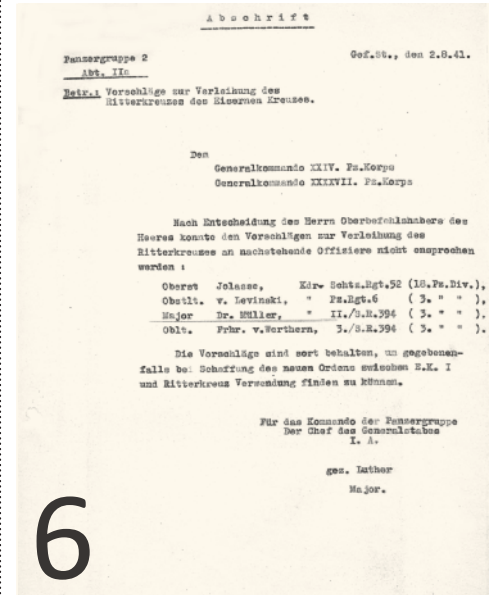 Abschrift
Panzergruppe 2
Gef.St., den 2.8.41.
Abt. IIa
Betr.: Vorschläge zur Verleihung des
Ritterkreuzes des Eisernen Kreuzes.
Dem
Generalkommando XXIV. Pz.Korps
Generalkommando XXXXVII. Pz.Korps
Nach Entscheidung des Herrn Oberbefehlshabers des
Heeres konnte den Vorschlägen zur Verleihung des
Ritterkreuzes an nachstehende Offiziere nicht ensprochen
werden :
Oberst Jolasse, Kdr. Schtz.Rgt.52 (18.Pz.Div.),
Obstlt. v. Levinski, " Pz.Rgt.6 ( 3. " " ),
Major Dr. Müller, " II./S.R.394 ( 3. " " ),
Oblt. Frhr. v.Werthern, 3./S.R.394 ( 3. " " ).
Die Vorschläge sind dort behalten, um gegebenen-
falls bei Schaffung des neuen Ordens zwischen E.K. I
und Ritterkreuz Verwendung finden zu können.
Für das Kommando der Panzergruppe
Der Chef des Generalstabes
I. A.
gez. Luther
Major.
6